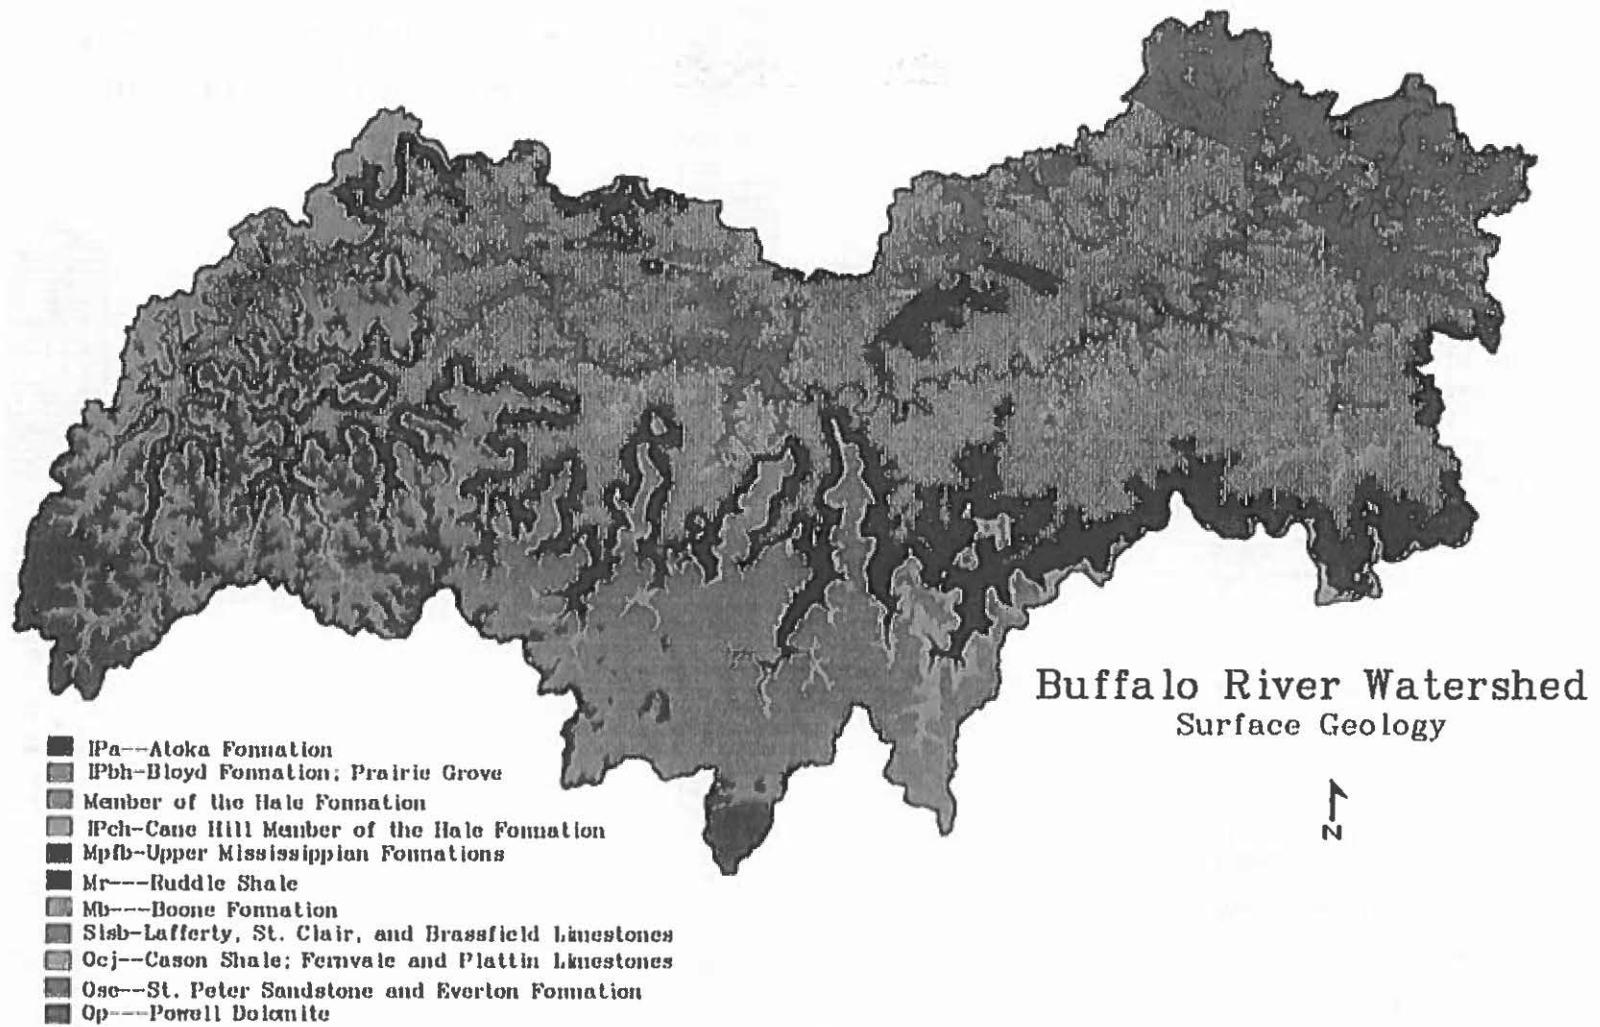 Buffalo River Watershed
Surface Geology
N
IPa--Atoka Formation
IPbh-Bloyd Formation; Prairie Grove
Member of the Hale Formation
IPch-Cane Hill Member of the Hale Formation
Mpfb-Upper Mississippian Formations
Mr---Ruddle Shale
Mb---Boone Formation
Slsb-Lafferty, St. Clair, and Brassfield Limestones
Ocj--Cason Shale; Fernvale and Plattin Limestones
Ose--St. Peter Sandstone and Everton Formation
Op---Powell Dolomite